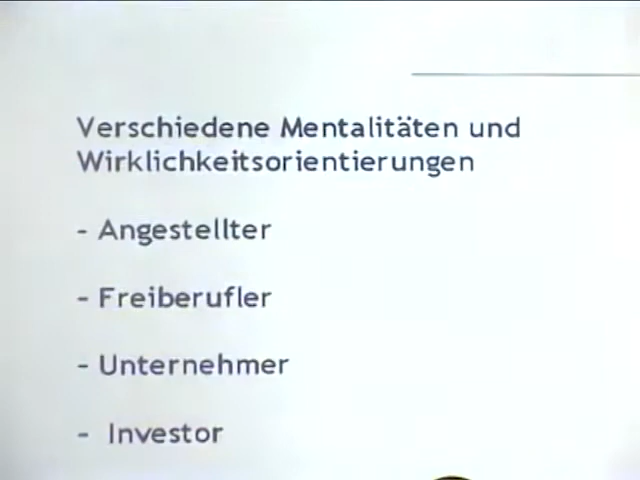 Verschiedene Mentalitäten und
Wirklichkeitsorientierungen
- Angestellter
- Freiberufler
- Unternehmer
- Investor